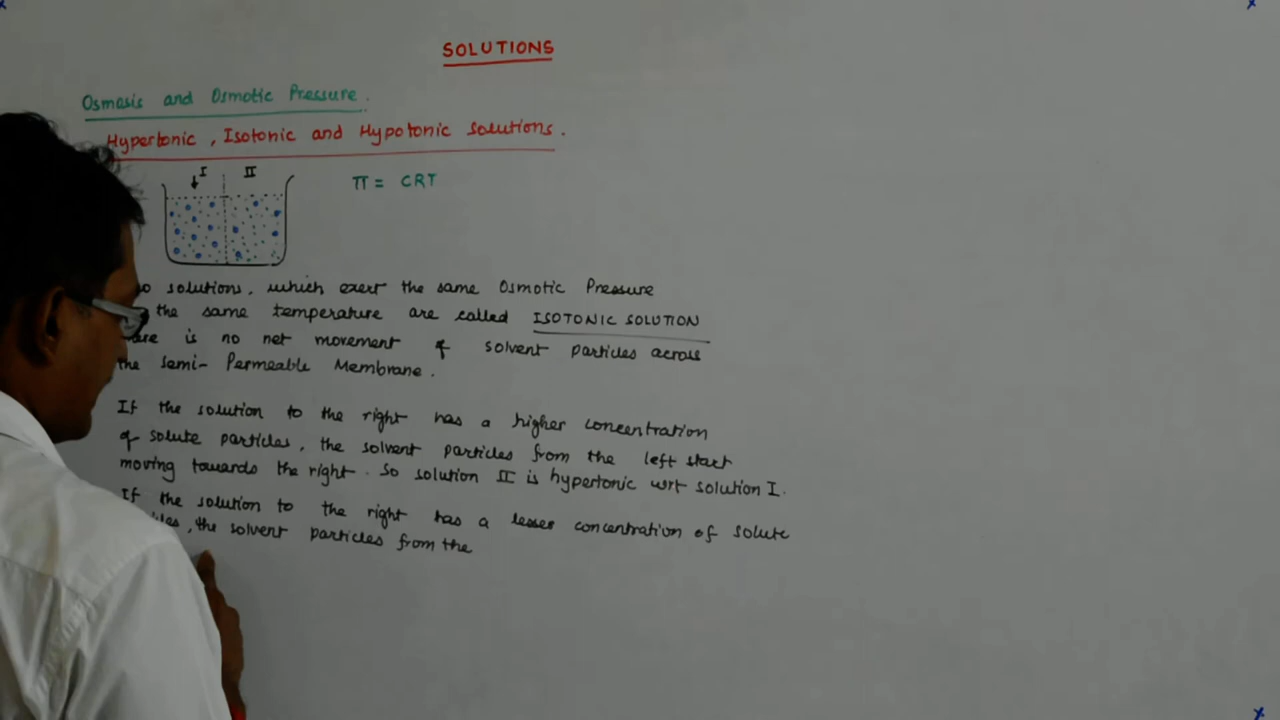 SOLUTIONS
Osmosis and Osmotic Pressure.
Hypertonic, Isotonic and Hypotonic Solutions.
I II
π = CRT
solutions, which exert the same Osmotic Pressure
the same temperature are called ISOTONIC SOLUTION
is no net movement of solvent particles across
the Semi-Permeable Membrane.
If the solution to the right has a higher concentration
of solute particles, the solvent particles from the left start
moving towards the right. So solution II is hypertonic wrt solution I.
If the solution to the right has a lesser concentration of solute
, the solvent particles from the